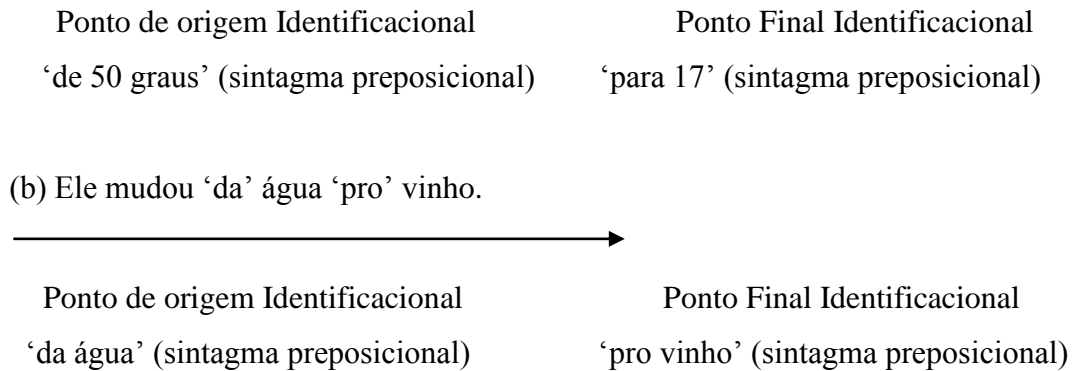 Ponto de origem Identificacional Ponto Final Identificacional
‘de 50 graus’ (sintagma preposicional) ‘para 17’ (sintagma preposicional)
(b) Ele mudou ‘da’ água ‘pro’ vinho.
Ponto de origem Identificacional Ponto Final Identificacional
‘da água’ (sintagma preposicional) ‘pro vinho’ (sintagma preposicional)